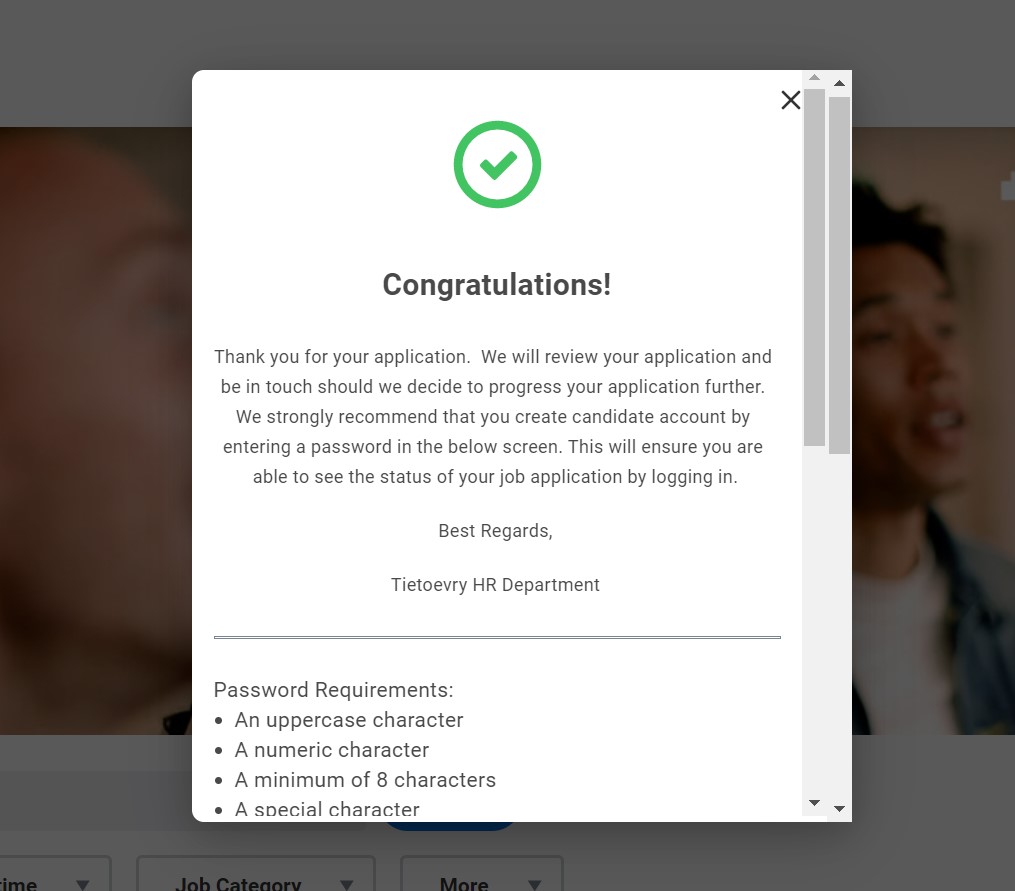 Congratulations!
Thank you for your application.  We will review your application and
be in touch should we decide to progress your application further.
We strongly recommend that you create candidate account by
entering a password in the below screen. This will ensure you are
able to see the status of your job application by logging in.
Best Regards,
Tietoevry HR Department
Password Requirements:
• An uppercase character
• A numeric character
• A minimum of 8 characters
• A special character
Job Category
More